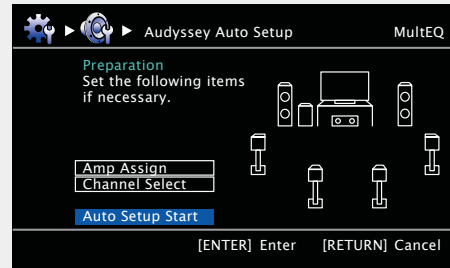 Audyssey Auto Setup MultEQ
Preparation
Set the following items
if necessary.
Amp Assign
Channel Select
Auto Setup Start
[ENTER] Enter [RETURN] Cancel